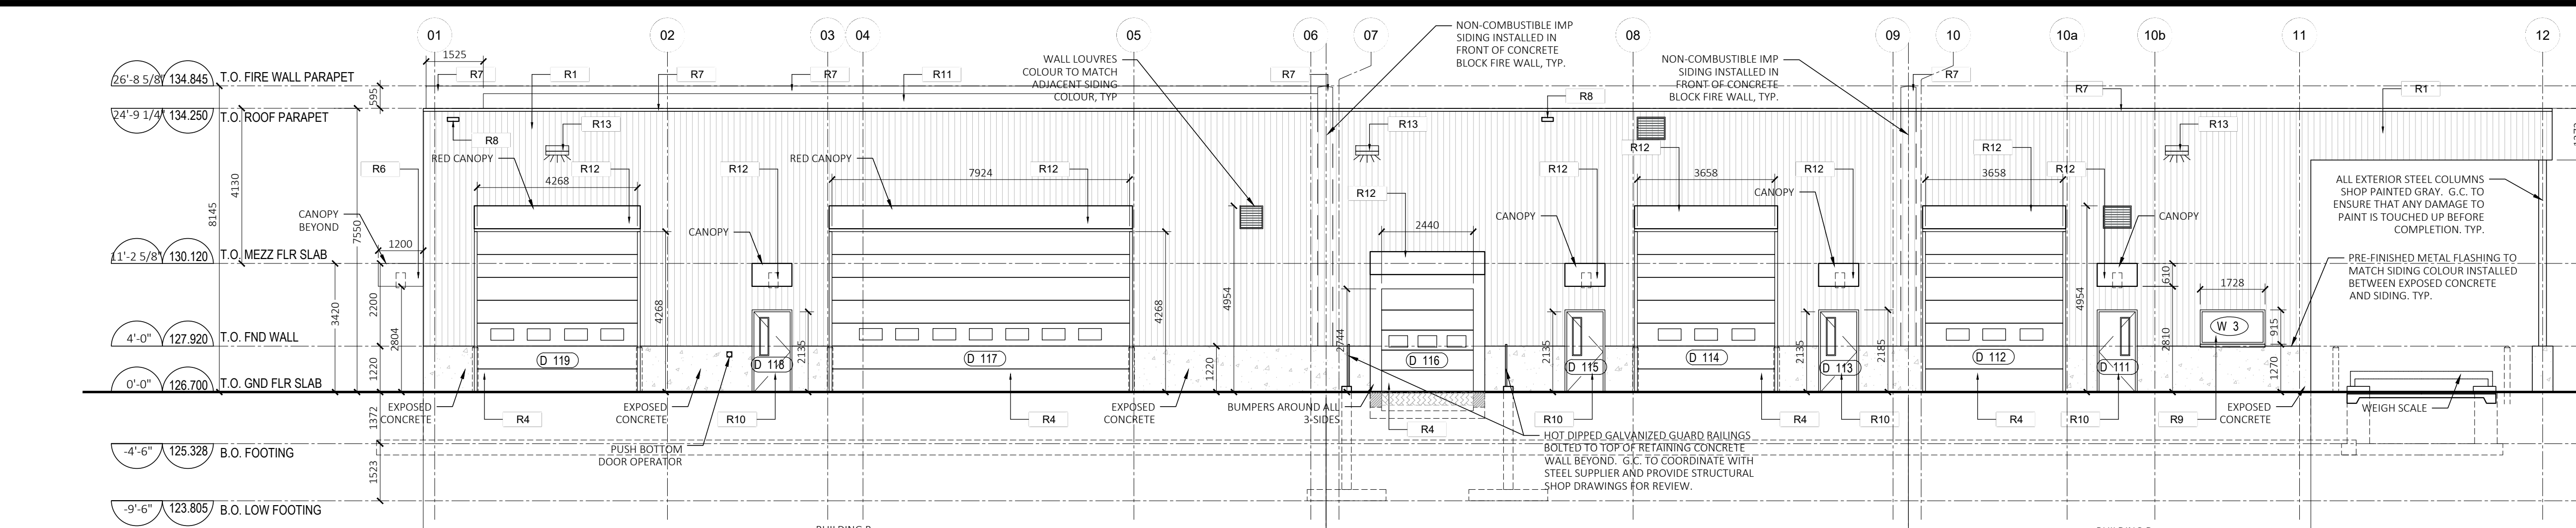 01
02
03
04
05
06
07
08
09
10
10a
10b
11
12
26'-8 5/8"
134.845
T.O. FIRE WALL PARAPET
24'-9 1/4"
134.250
T.O. ROOF PARAPET
11'-2 5/8"
130.120
T.O. MEZZ FLR SLAB
4'-0"
127.920
T.O. FND WALL
0'-0"
126.700
T.O. GND FLR SLAB
-4'-6"
125.328
B.O. FOOTING
-9'-6"
123.805
B.O. LOW FOOTING
8145
4130
3420
7550
595
2200
1220
1372
1523
2804
1200
1525
R6
CANOPY
BEYOND
R7
R1
R7
R7
R11
R7
R8
R13
RED CANOPY
R12
4268
4268
D 119
EXPOSED
CONCRETE
R4
R12
CANOPY
D 118
2135
EXPOSED
CONCRETE
PUSH BOTTOM
DOOR OPERATOR
R10
RED CANOPY
7924
R12
D 117
4268
R4
EXPOSED
CONCRETE
1220
4954
WALL LOUVRES
COLOUR TO MATCH
ADJACENT SIDING
COLOUR, TYP
NON-COMBUSTIBLE IMP
SIDING INSTALLED IN
FRONT OF CONCRETE
BLOCK FIRE WALL, TYP.
R13
R12
2440
2744
D 116
BUMPERS AROUND ALL
3-SIDES
R4
R8
R12
CANOPY
2135
D 115
R10
HOT DIPPED GALVANIZED GUARD RAILINGS
BOLTED TO TOP OF RETAINING CONCRETE
WALL BEYOND. G.C. TO COORDINATE WITH
STEEL SUPPLIER AND PROVIDE STRUCTURAL
SHOP DRAWINGS FOR REVIEW.
NON-COMBUSTIBLE IMP
SIDING INSTALLED IN
FRONT OF CONCRETE
BLOCK FIRE WALL, TYP.
R12
3658
D 114
R4
R12
CANOPY
2135
D 113
2185
R10
R7
R7
R1
R12
3658
D 112
4954
R4
R12
CANOPY
D 111
R10
R13
610
2810
1728
W 3
915
1270
R9
EXPOSED
CONCRETE
ALL EXTERIOR STEEL COLUMNS
SHOP PAINTED GRAY. G.C. TO
ENSURE THAT ANY DAMAGE TO
PAINT IS TOUCHED UP BEFORE
COMPLETION. TYP.
PRE-FINISHED METAL FLASHING TO
MATCH SIDING COLOUR INSTALLED
BETWEEN EXPOSED CONCRETE
AND SIDING. TYP.
WEIGH SCALE